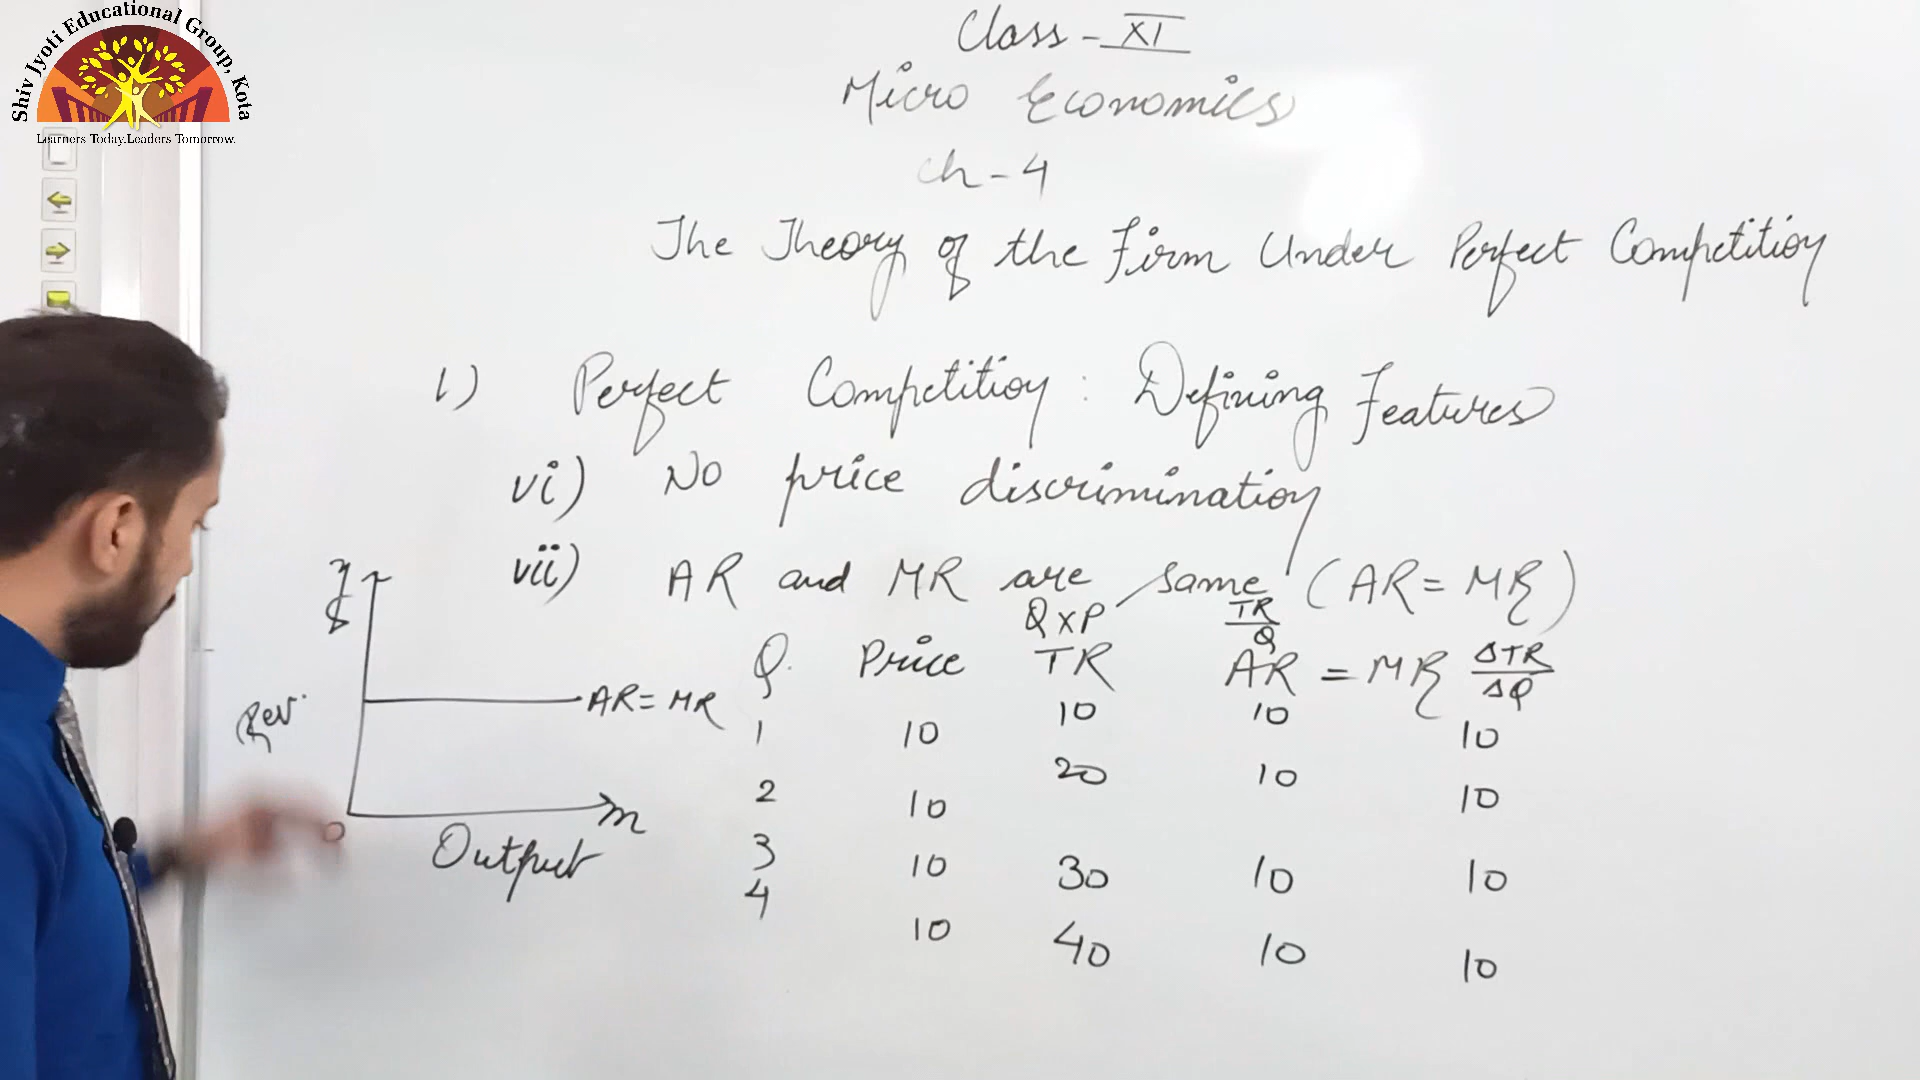 Shiv Jyoti Educational Group, Kota
Learners Today.Leaders Tomorrow.
Class - XI
Micro Economics
Ch - 4
The Theory of the Firm Under Perfect Competition
1) Perfect Competition : Defining Features
vi) No price discrimination
vii) AR and MR are same (AR = MR)
Q X P TR/Q
Q. Price TR AR = MR ΔTR/ΔQ
1 10 10 10 10
2 10 20 10 10
3 10 30 10 10
4 10 40 10 10
y
Rev.
AR = MR
0
Output